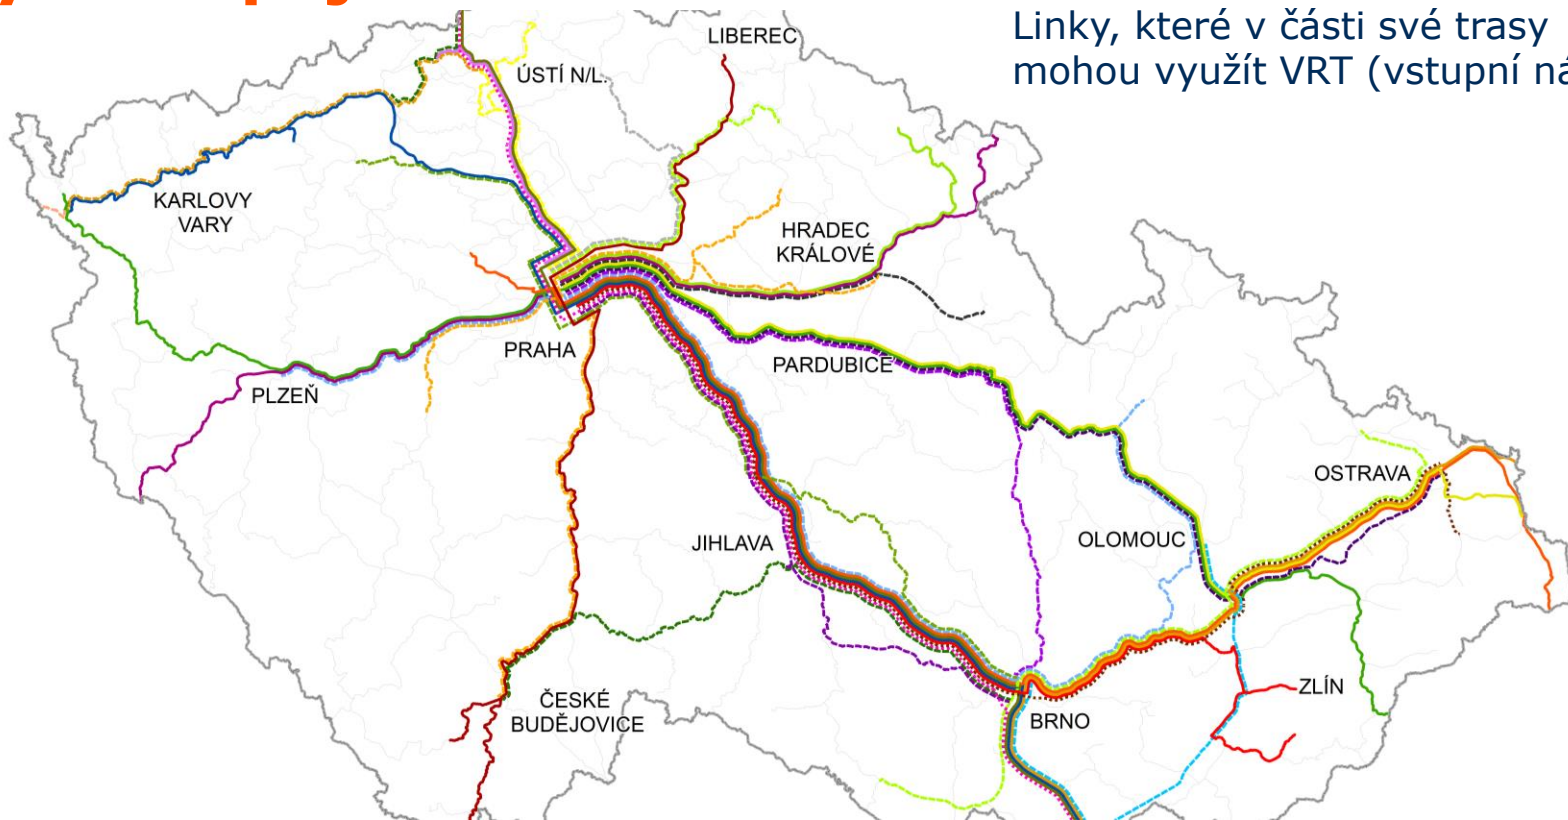 Linky, které v části své trasy
mohou využít VRT (vstupní
LIBEREC
ÚSTÍ N/L.
KARLOVY
VARY
HRADEC
KRÁLOVÉ
PRAHA
PARDUBICE
PLZEŇ
OSTRAVA
JIHLAVA
OLOMOUC
ČESKÉ
BUDĚJOVICE
ZLÍN
BRNO